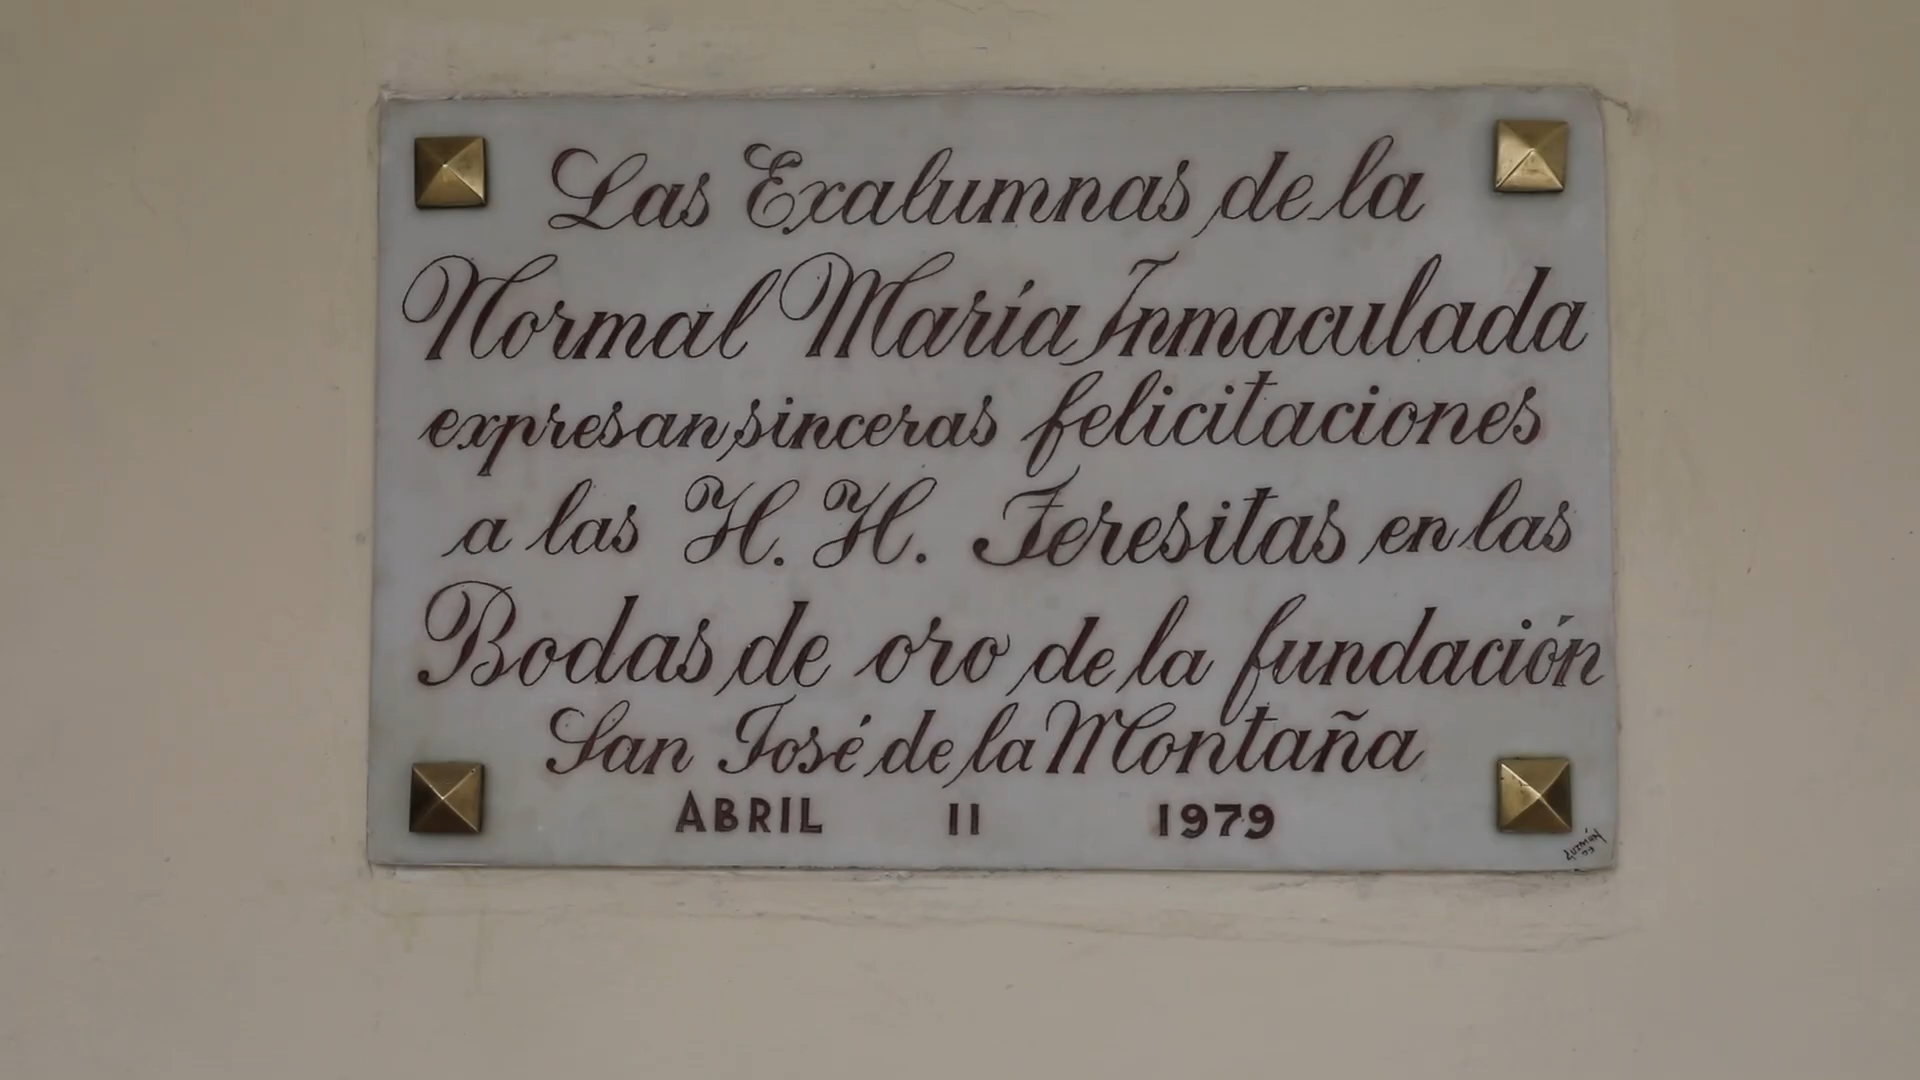 Las Exalumnas de la
Normal María Inmaculada
expresan sinceras felicitaciones
a las H. H. Teresitas en las
Bodas de oro de la fundación
San José de la Montaña
ABRIL 11 1979
Guzmán